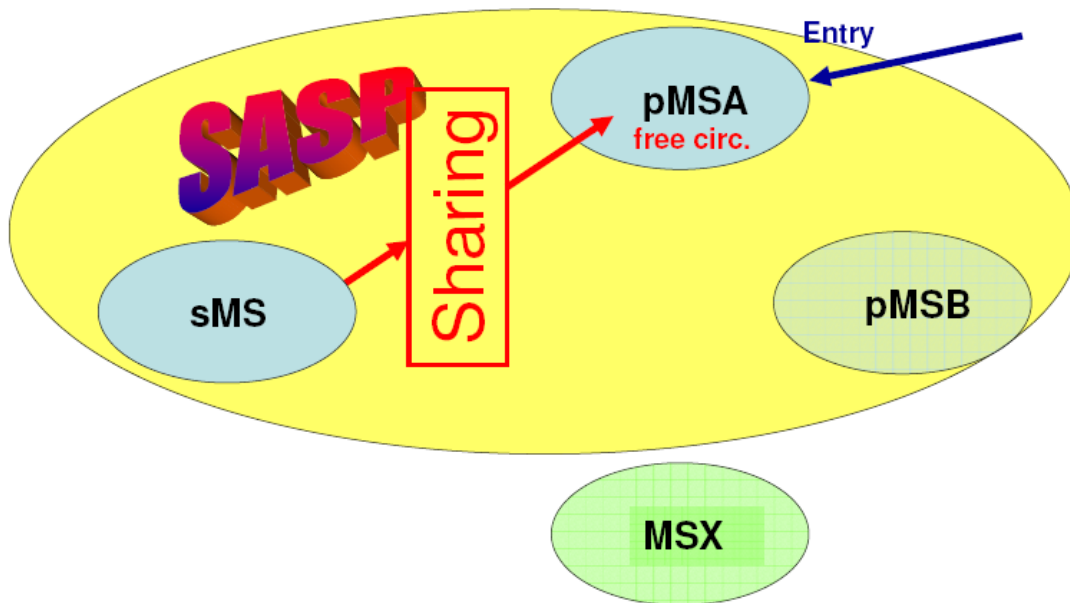 Entry
SASP
Sharing
pMSA
free circ.
sMS
pMSB
MSX